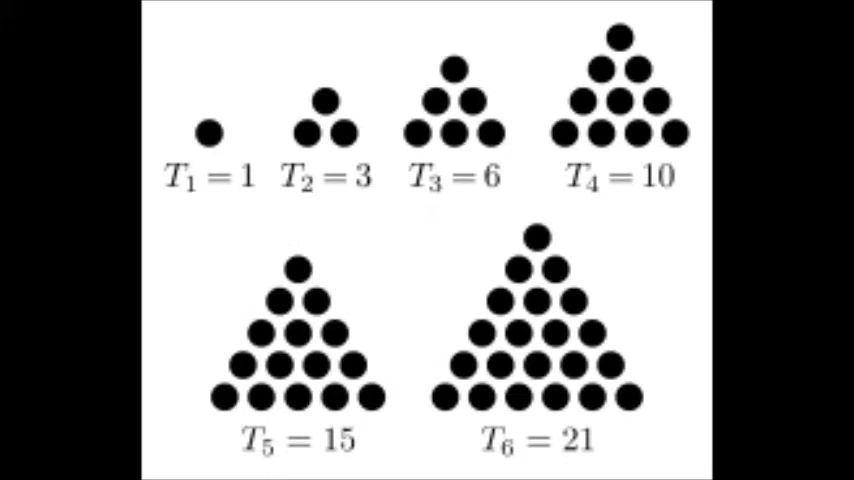 T₁ = 1 T₂ = 3 T₃ = 6 T₄ = 10
T₅ = 15 T₆ = 21